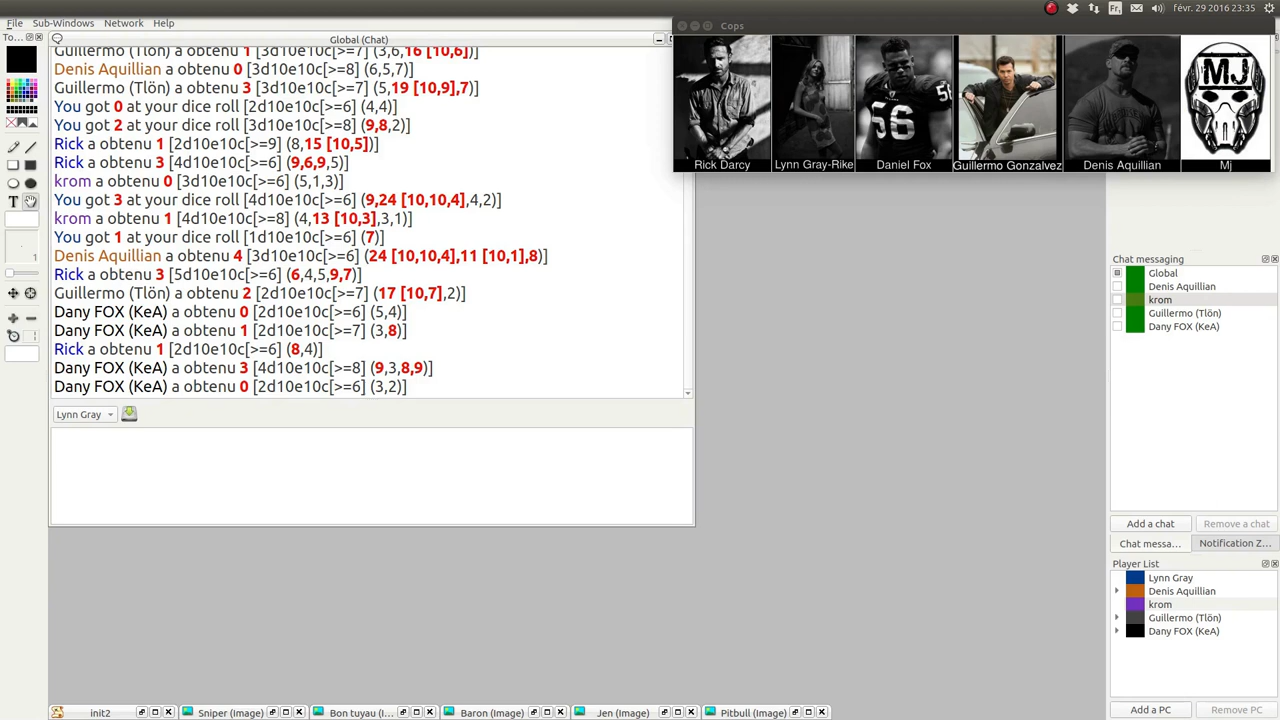 Fr
févr. 29 2016 23:35
File Sub-Windows Network Help
Cops
To...
Global (Chat)
Guillermo (Tlön) a obtenu 1 [3d10e10c[>=7] (3,6,16 [10,6])]
Denis Aquillian a obtenu 0 [3d10e10c[>=8] (6,5,7)]
Guillermo (Tlön) a obtenu 3 [3d10e10c[>=7] (5,19 [10,9],7)]
You got 0 at your dice roll [2d10e10c[>=6] (4,4)]
You got 2 at your dice roll [3d10e10c[>=8] (9,8,2)]
Rick a obtenu 1 [2d10e10c[>=9] (8,15 [10,5])]
Rick a obtenu 3 [4d10e10c[>=6] (9,6,9,5)]
krom a obtenu 0 [3d10e10c[>=6] (5,1,3)]
You got 3 at your dice roll [4d10e10c[>=6] (9,24 [10,10,4],4,2)]
krom a obtenu 1 [4d10e10c[>=8] (4,13 [10,3],3,1)]
You got 1 at your dice roll [1d10e10c[>=6] (7)]
Denis Aquillian a obtenu 4 [3d10e10c[>=6] (24 [10,10,4],11 [10,1],8)]
Rick a obtenu 3 [5d10e10c[>=6] (6,4,5,9,7)]
Guillermo (Tlön) a obtenu 2 [2d10e10c[>=7] (17 [10,7],2)]
Dany FOX (KeA) a obtenu 0 [2d10e10c[>=6] (5,4)]
Dany FOX (KeA) a obtenu 1 [2d10e10c[>=7] (3,8)]
Rick a obtenu 1 [2d10e10c[>=6] (8,4)]
Dany FOX (KeA) a obtenu 3 [4d10e10c[>=8] (9,3,8,9)]
Dany FOX (KeA) a obtenu 0 [2d10e10c[>=6] (3,2)]
Lynn Gray
T
1
56
MJ
Rick Darcy
Lynn Gray-Rike
Daniel Fox
Guillermo Gonzalvez
Denis Aquillian
Mj
Chat messaging
Global
Denis Aquillian
krom
Guillermo (Tlön)
Dany FOX (KeA)
Add a chat Remove a chat
Chat messa... Notification Z...
Player List
Lynn Gray
Denis Aquillian
krom
Guillermo (Tlön)
Dany FOX (KeA)
Add a PC Remove PC
init2 Sniper (Image) Bon tuyau (I... Baron (Image) Jen (Image) Pitbull (Image)